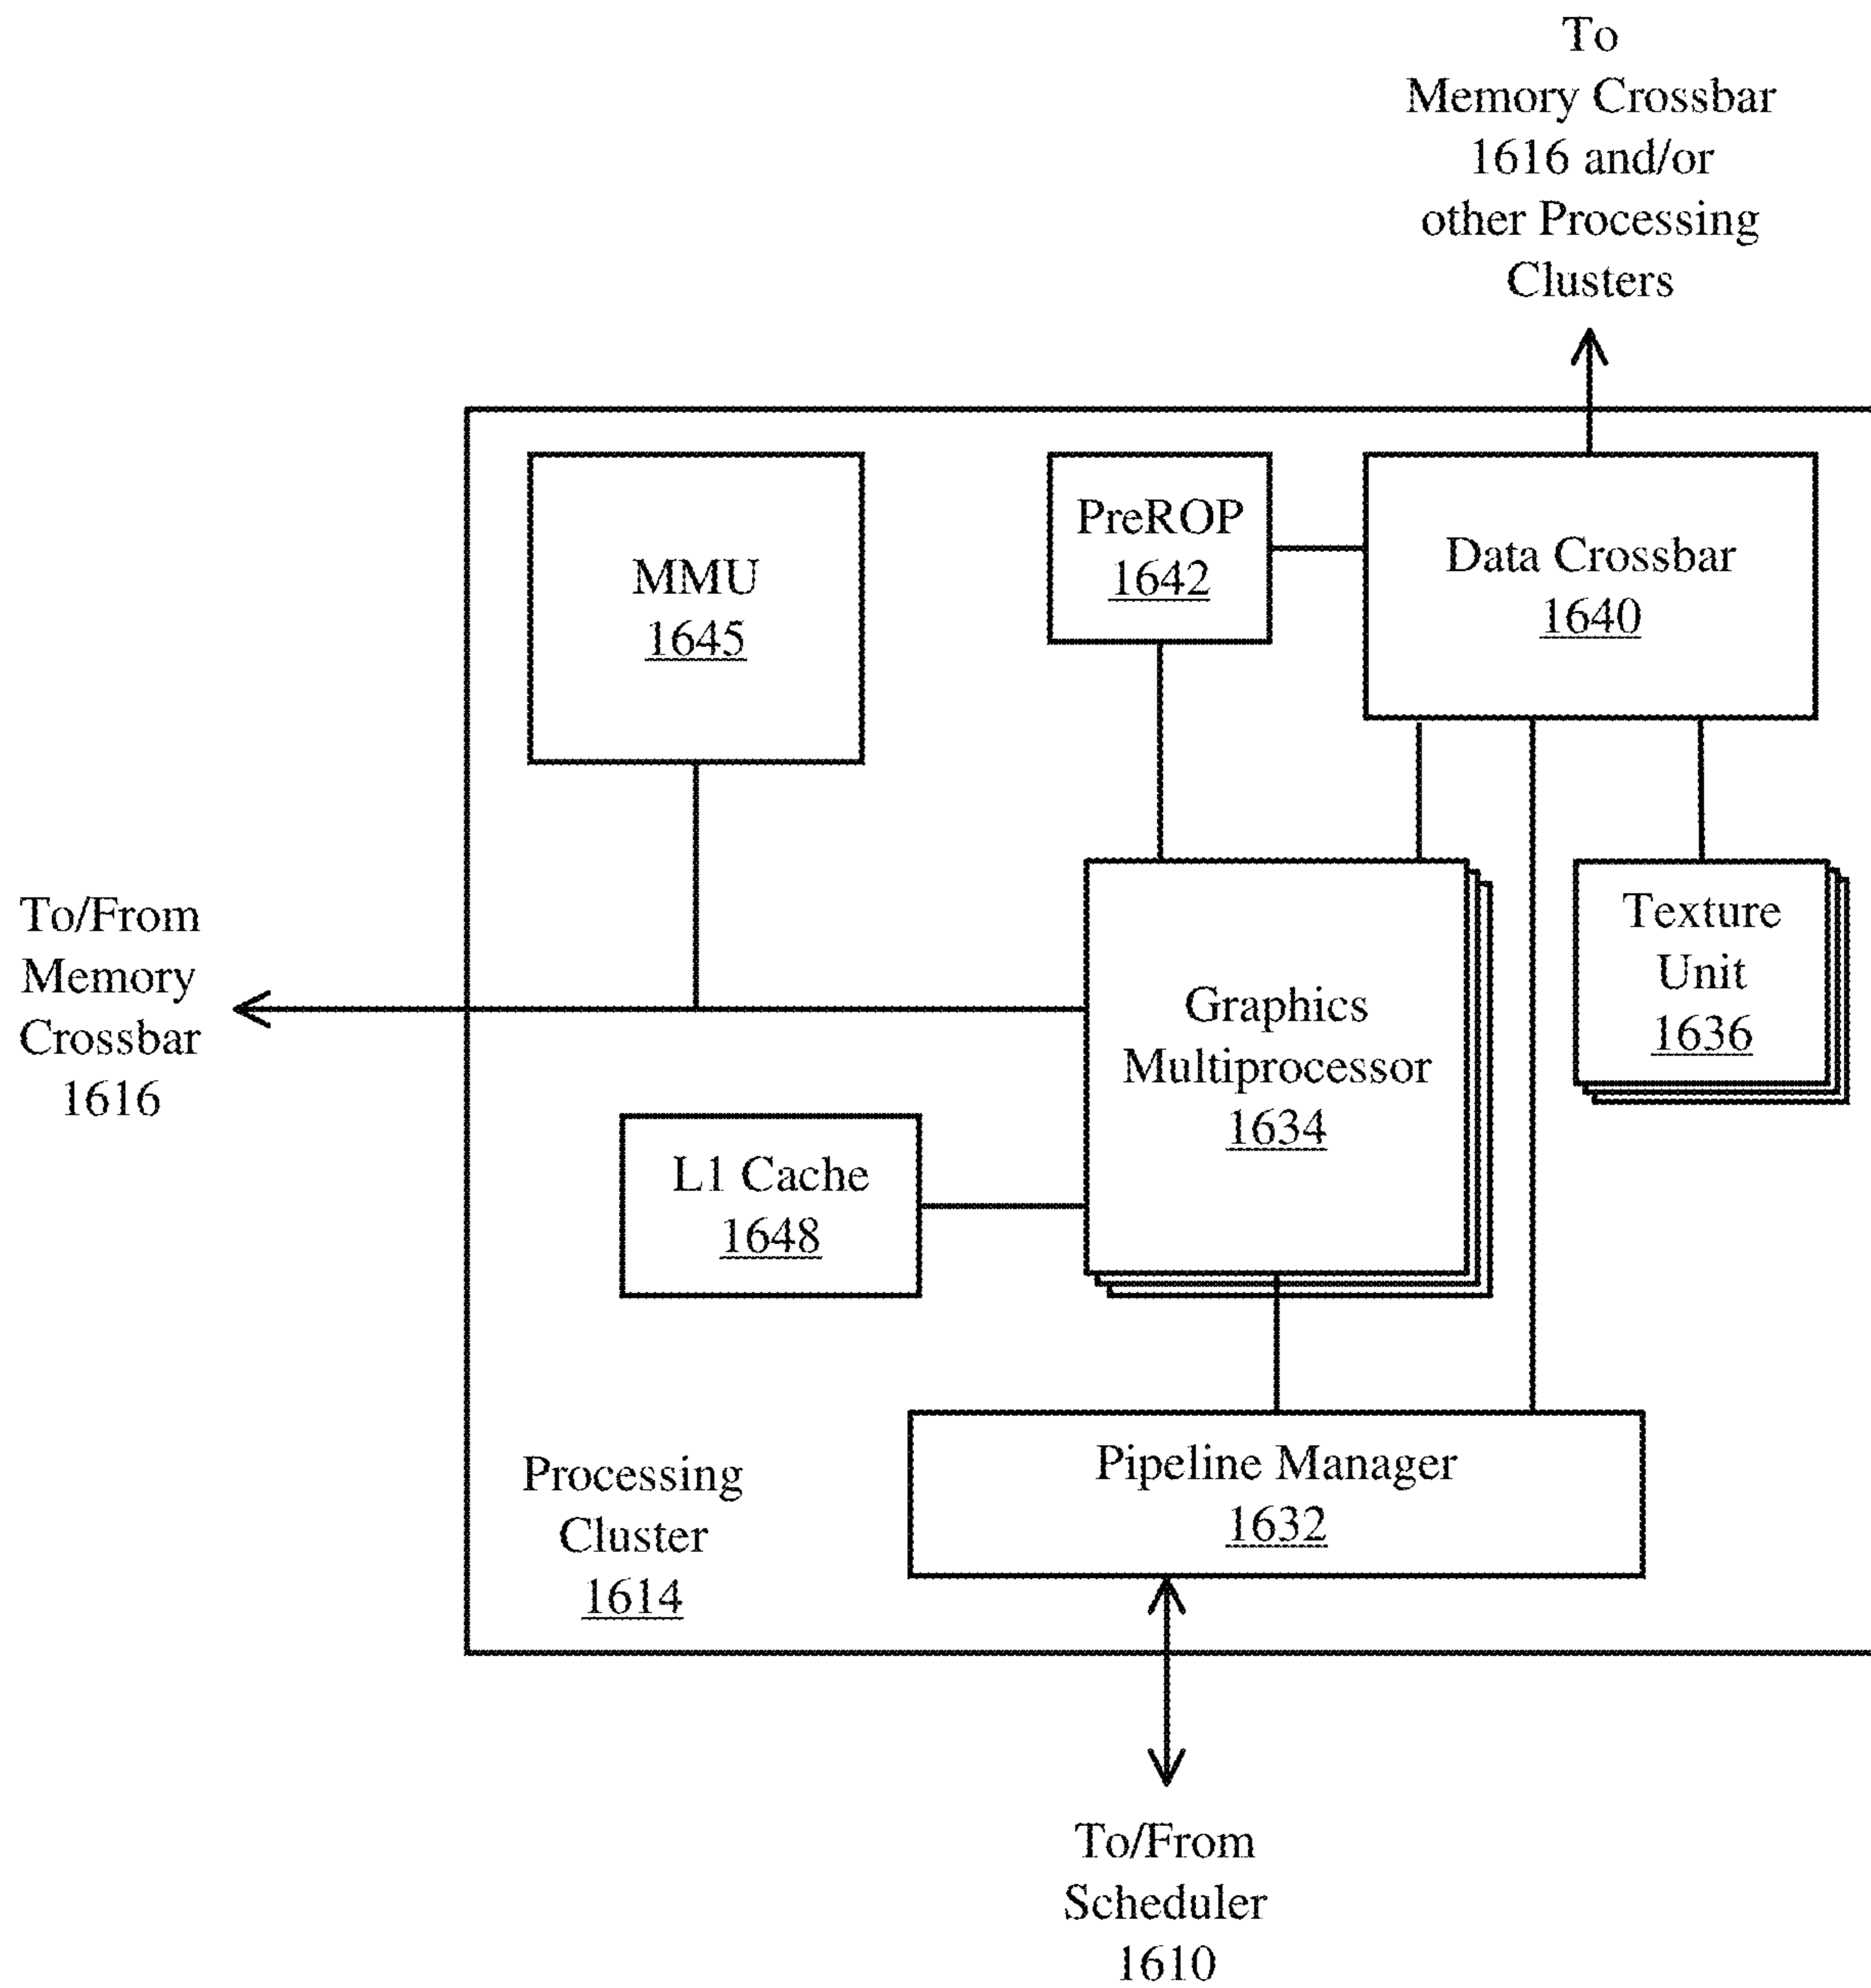 To
Memory Crossbar
1616 and/or
other Processing
Clusters
MMU
1645
PreROP
1642
Data Crossbar
1640
To/From
Memory
Crossbar
1616
Graphics
Multiprocessor
1634
Texture
Unit
1636
L1 Cache
1648
Processing
Cluster
1614
Pipeline Manager
1632
To/From
Scheduler
1610